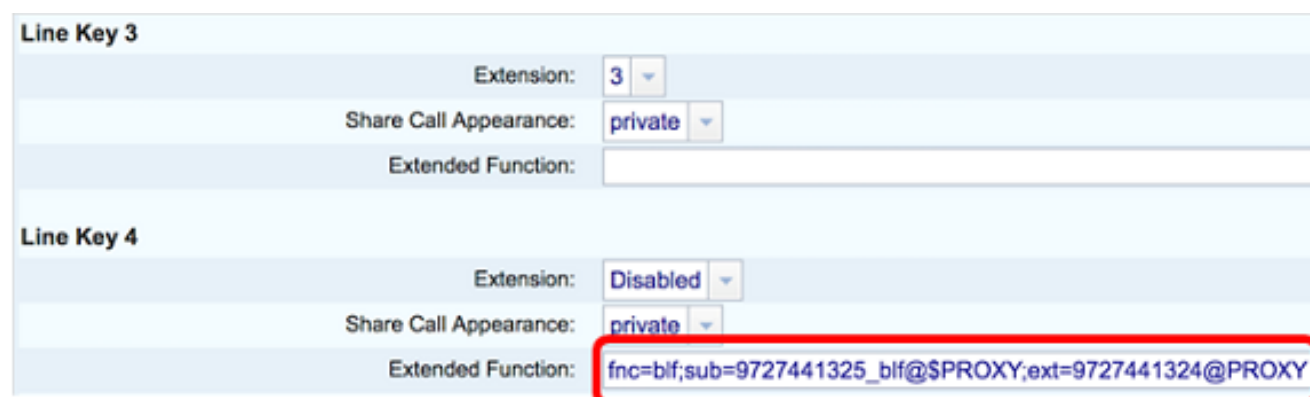 Line Key 3
Extension: 3
Share Call Appearance: private
Extended Function:
Line Key 4
Extension: Disabled
Share Call Appearance: private
Extended Function: fnc=blf;sub=9727441325_blf@$PROXY;ext=9727441324@PROXY